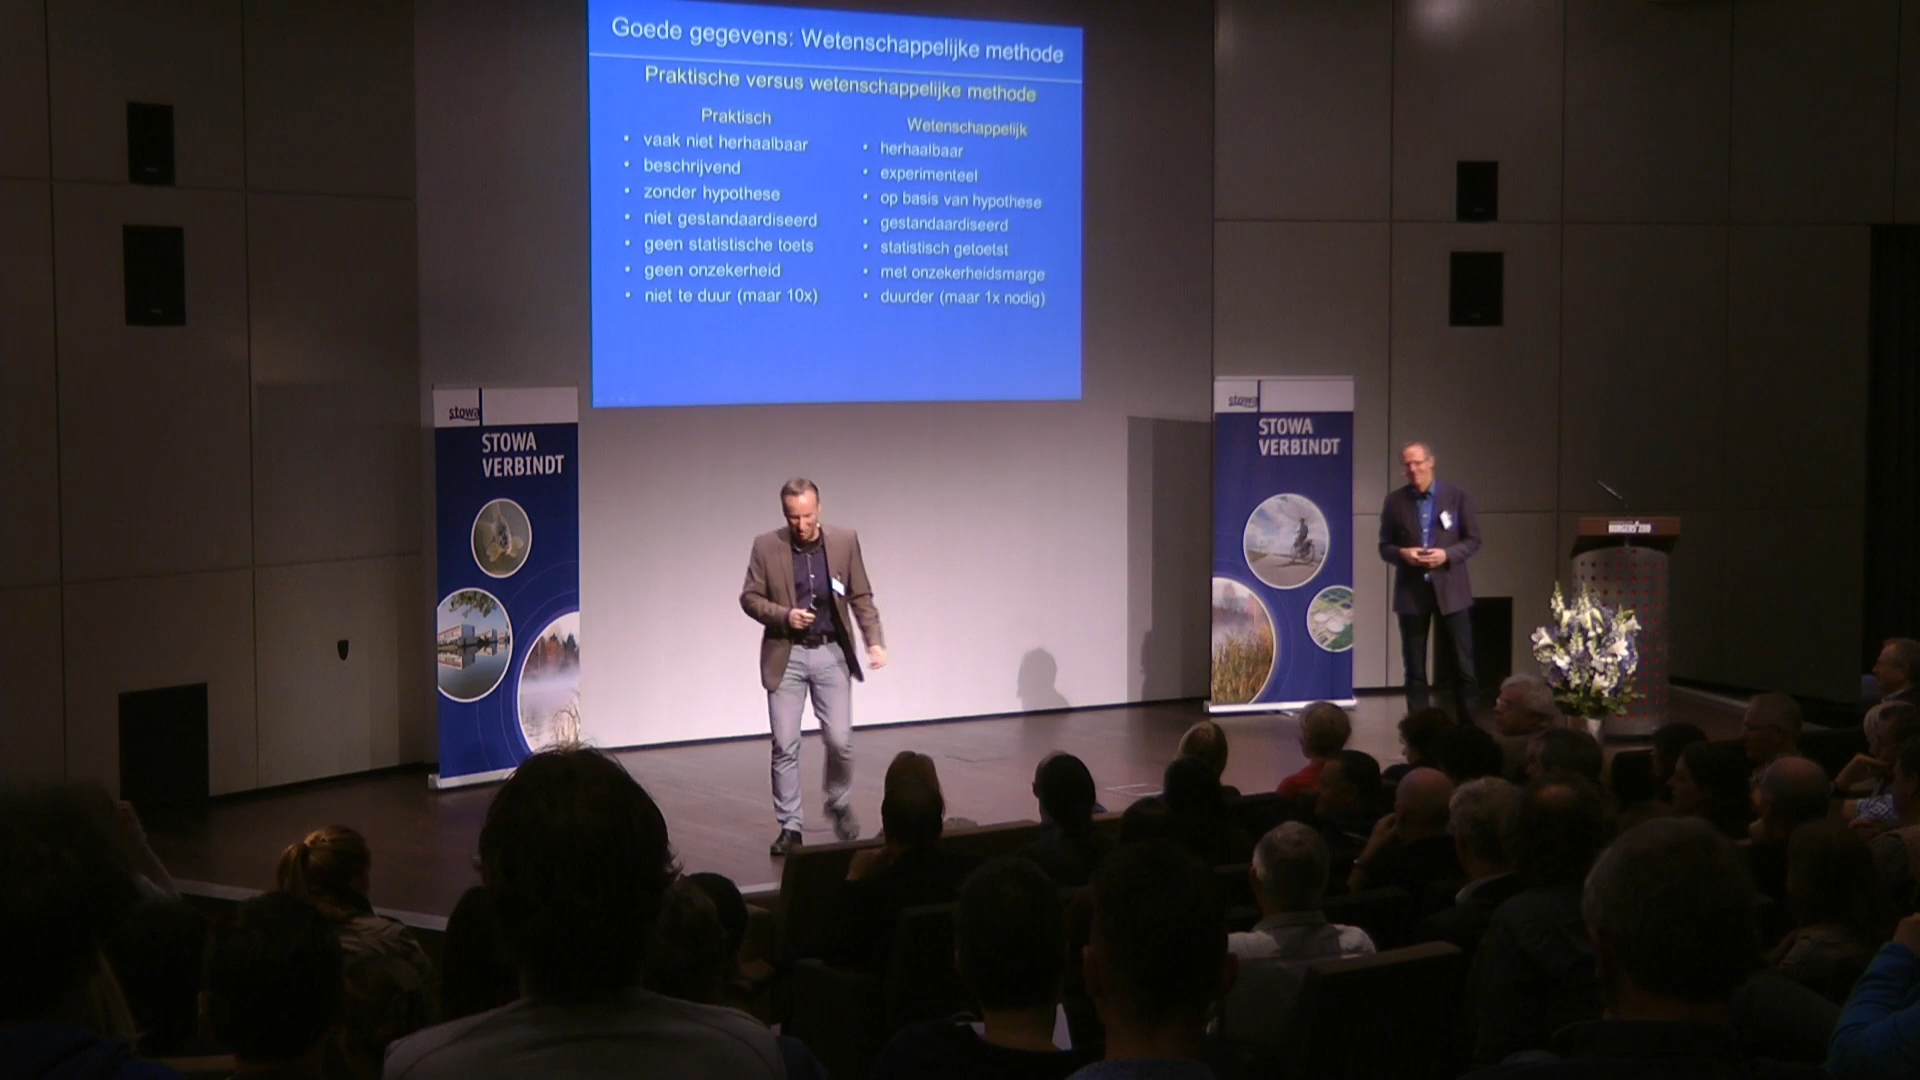 Goede gegevens: Wetenschappelijke methode
Praktische versus wetenschappelijke methode
Praktisch
• vaak niet herhaalbaar
• beschrijvend
• zonder hypothese
• niet gestandaardiseerd
• geen statistische toets
• geen onzekerheid
• niet te duur (maar 10x)
Wetenschappelijk
• herhaalbaar
• experimenteel
• op basis van hypothese
• gestandaardiseerd
• statistisch getoetst
• met onzekerheidsmarge
• duurder (maar 1x nodig)
stowa
STOWA
VERBINDT
stowa
STOWA
VERBINDT
BURGERS' ZOO